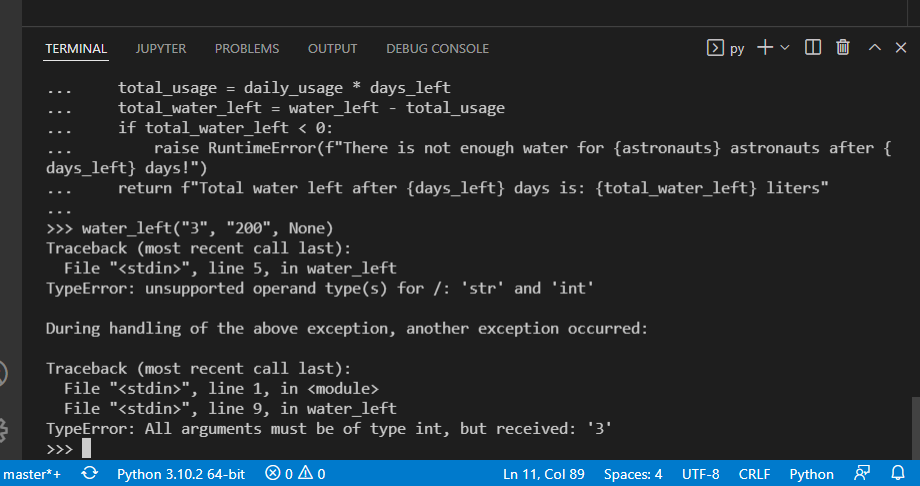 TERMINAL JUPYTER PROBLEMS OUTPUT DEBUG CONSOLE py
... total_usage = daily_usage * days_left
... total_water_left = water_left - total_usage
... if total_water_left < 0:
... raise RuntimeError(f"There is not enough water for {astronauts} astronauts after {
days_left} days!")
... return f"Total water left after {days_left} days is: {total_water_left} liters"
...
>>> water_left("3", "200", None)
Traceback (most recent call last):
File "<stdin>", line 5, in water_left
TypeError: unsupported operand type(s) for /: 'str' and 'int'
During handling of the above exception, another exception occurred:
Traceback (most recent call last):
File "<stdin>", line 1, in <module>
File "<stdin>", line 9, in water_left
TypeError: All arguments must be of type int, but received: '3'
>>>
master*+ Python 3.10.2 64-bit 0 0 Ln 11, Col 89 Spaces: 4 UTF-8 CRLF Python